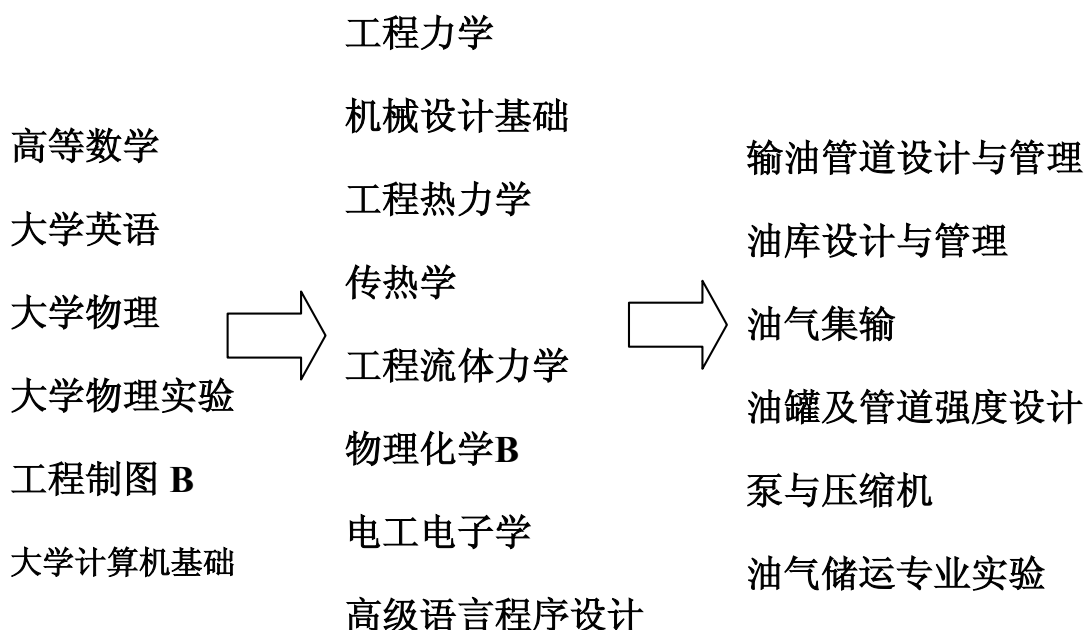 高等数学
大学英语
大学物理
大学物理实验
工程制图 B
大学计算机基础
工程力学
机械设计基础
工程热力学
传热学
工程流体力学
物理化学B
电工电子学
高级语言程序设计
输油管道设计与管理
油库设计与管理
油气集输
油罐及管道强度设计
泵与压缩机
油气储运专业实验